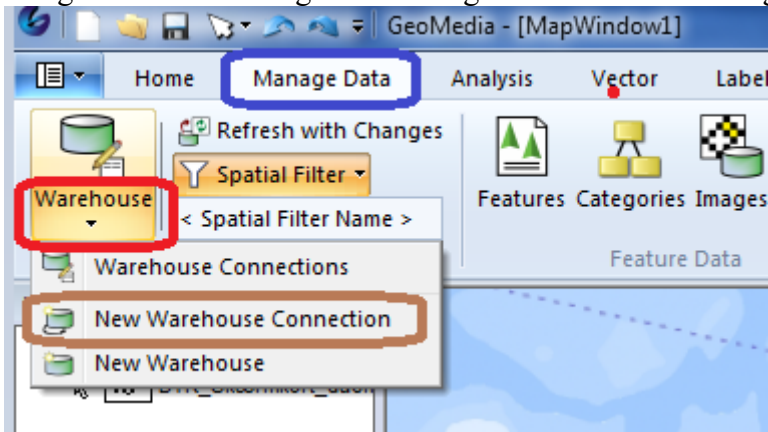 GeoMedia - [MapWindow1]
Home Manage Data Analysis Vector Label
Refresh with Changes
Spatial Filter
Warehouse
< Spatial Filter Name >
Features Categories Images
Feature Data
Warehouse Connections
New Warehouse Connection
New Warehouse